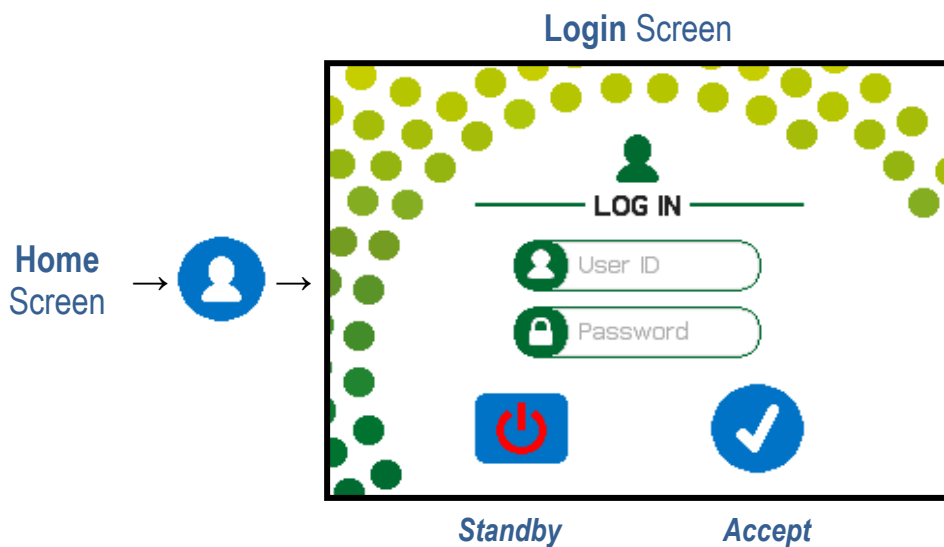 Login Screen
LOG IN
User ID
Password
Home
Screen
→
→
Standby
Accept